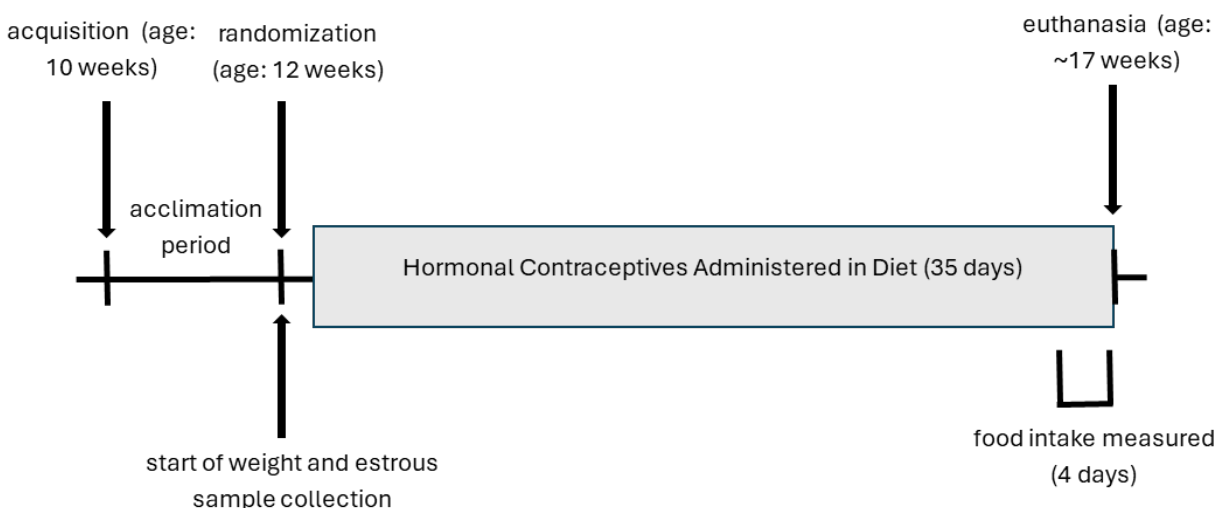 acquisition (age:
10 weeks)
randomization
(age: 12 weeks)
euthanasia (age:
~17 weeks)
acclimation
period
Hormonal Contraceptives Administered in Diet (35 days)
start of weight and estrous
sample collection
food intake measured
(4 days)